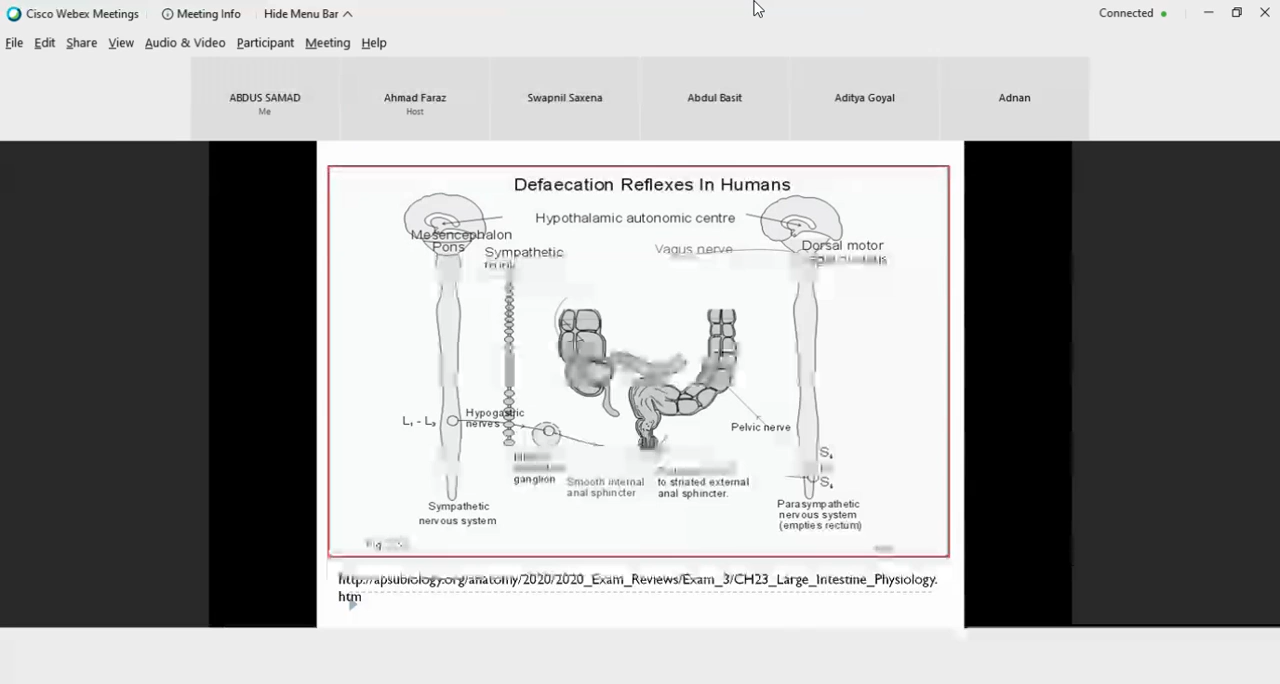 Cisco Webex Meetings
Meeting Info
Hide Menu Bar
Connected
File Edit Share View Audio & Video Participant Meeting Help
ABDUS SAMAD
Me
Ahmad Faraz
Host
Swapnil Saxena
Abdul Basit
Aditya Goyal
Adnan
Defaecation Reflexes In Humans
Hypothalamic autonomic centre
Mesencephalon
Pons
Sympathetic
Vagus nerve
Dorsal motor
Hypogastric
nerves
Pelvic nerve
ganglion
Smooth internal
anal sphincter
to striated external
anal sphincter.
S₄
Sympathetic
nervous system
Parasympathetic
nervous system
(empties rectum)
http://apsubiology.org/anatomy/2020/2020_Exam_Reviews/Exam_3/CH23_Large_Intestine_Physiology.
htm